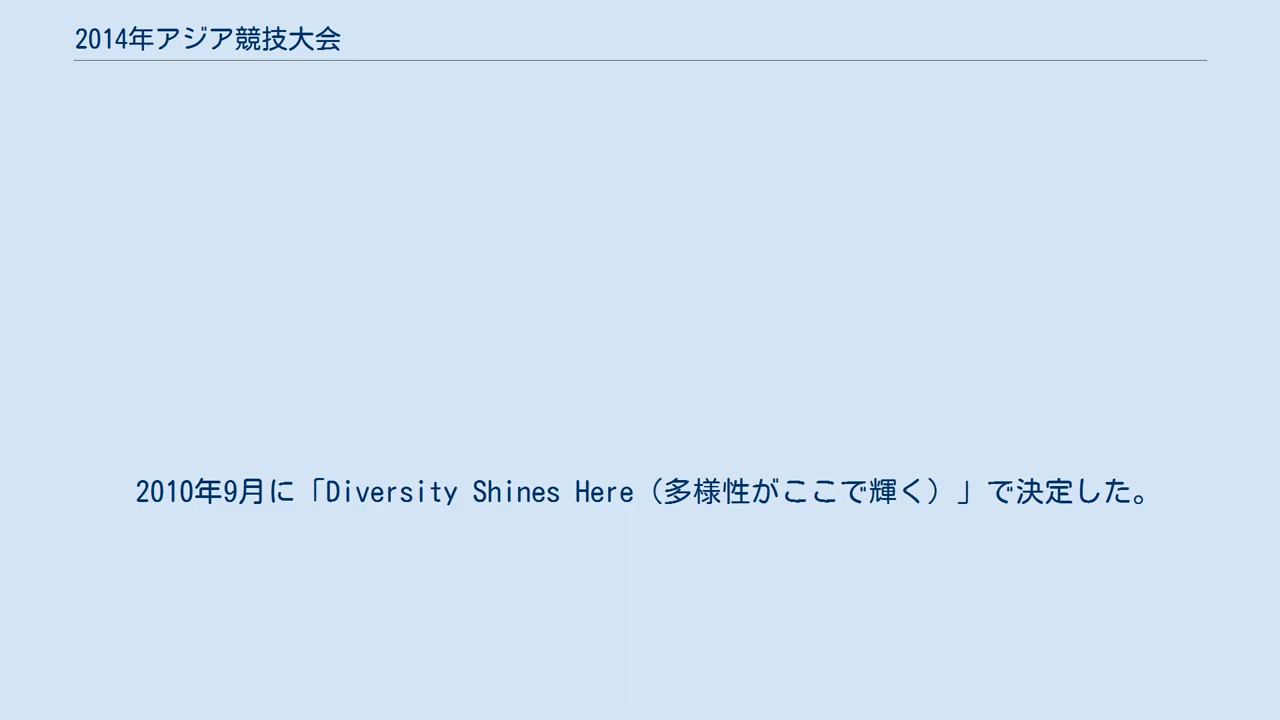 2014年アジア競技大会
2010年9月に「Diversity Shines Here（多様性がここで輝く）」で決定した。